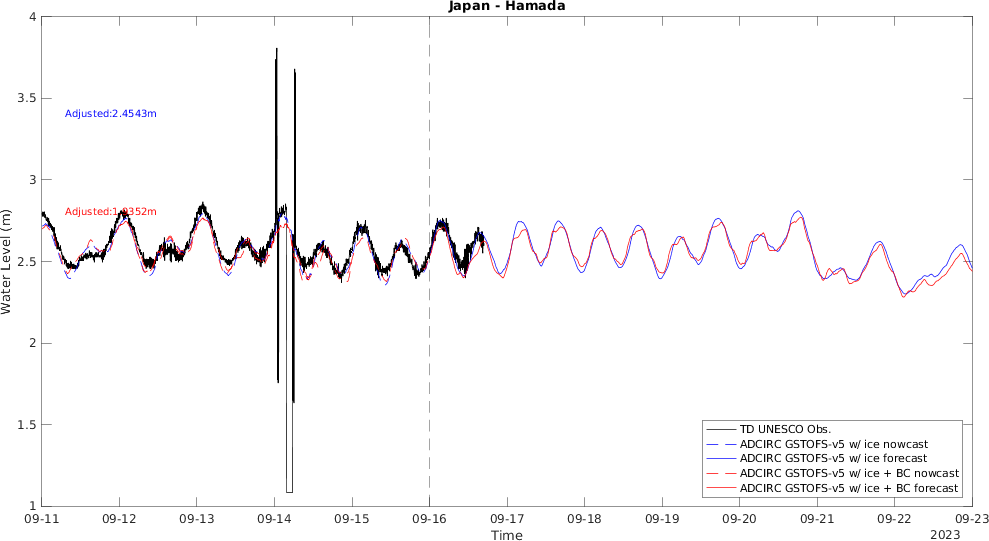 Japan - Hamada
4
3.5
3
2.5
2
1.5
1
Water Level (m)
Adjusted:2.4543m
TD UNESCO Obs.
ADCIRC GSTOFS-v5 w/ ice nowcast
ADCIRC GSTOFS-v5 w/ ice forecast
ADCIRC GSTOFS-v5 w/ ice + BC nowcast
ADCIRC GSTOFS-v5 w/ ice + BC forecast
09-11 09-12 09-13 09-14 09-15 09-16 09-17 09-18 09-19 09-20 09-21 09-22 09-23
Time
2023